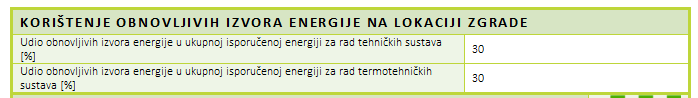 KORIŠTENJE OBNOVLJIVIH IZVORA ENERGIJE NA LOKACIJI ZGRADE
Udio obnovljivih izvora energije u ukupnoj isporučenoj energiji za rad tehničkih sustava
[%]
30
Udio obnovljivih izvora energije u ukupnoj isporučenoj energiji za rad termotehničkih
sustava [%]
30